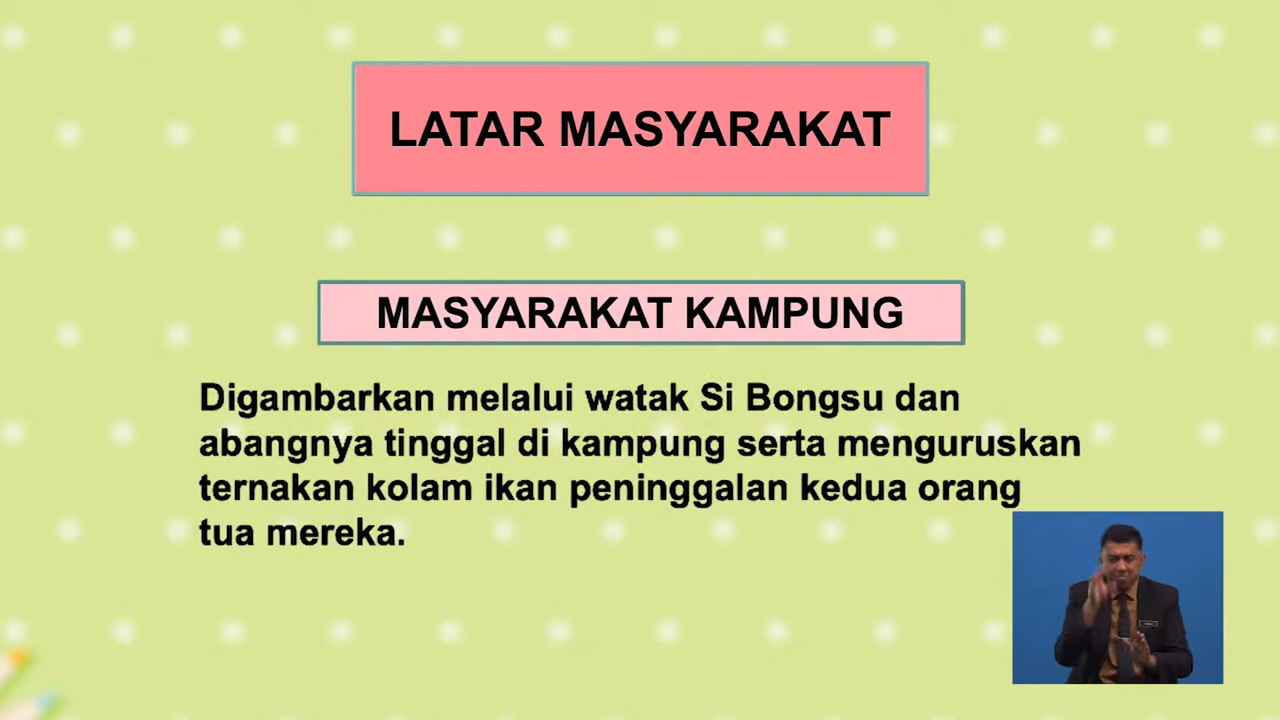 LATAR MASYARAKAT
MASYARAKAT KAMPUNG
Digambarkan melalui watak Si Bongsu dan
abangnya tinggal di kampung serta menguruskan
ternakan kolam ikan peninggalan kedua orang
tua mereka.